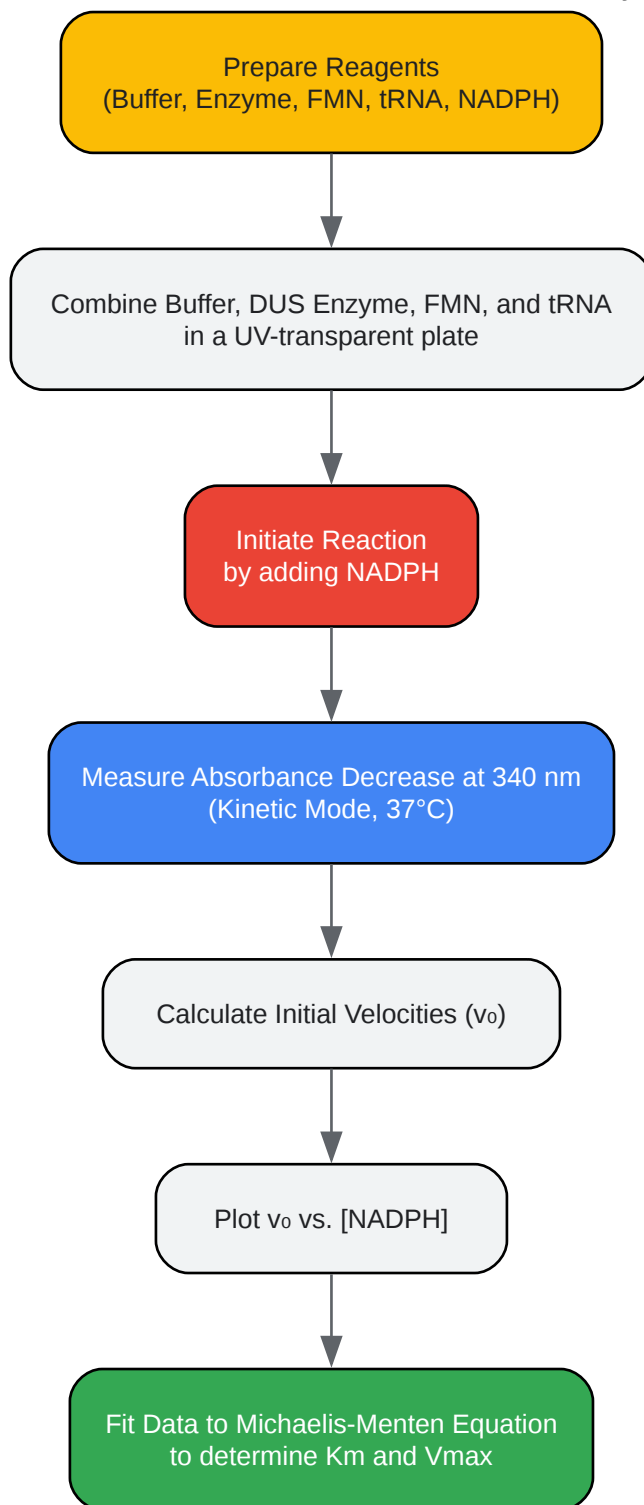 Prepare Reagents
(Buffer, Enzyme, FMN, tRNA, NADPH)
Combine Buffer, DUS Enzyme, FMN, and tRNA
in a UV-transparent plate
Initiate Reaction
by adding NADPH
Measure Absorbance Decrease at 340 nm
(Kinetic Mode, 37°C)
Calculate Initial Velocities (v₀)
Plot v₀ vs. [NADPH]
Fit Data to Michaelis-Menten Equation
to determine Km and Vmax